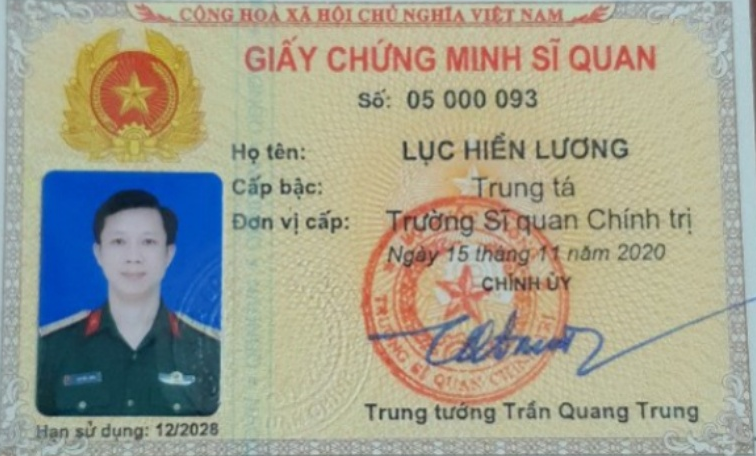 CỘNG HOÀ XÃ HỘI CHỦ NGHĨA VIỆT NAM
GIẤY CHỨNG MINH SĨ QUAN
Số: 05 000 093
Họ tên: LỤC HIỀN LƯƠNG
Cấp bậc: Trung tá
Đơn vị cấp: Trường Sĩ quan Chính trị
Ngày 15 tháng 11 năm 2020
CHÍNH ỦY
TRƯỜNG SĨ QUAN CHÍNH TRỊ
Trung tướng Trần Quang Trung
Hạn sử dụng: 12/2028